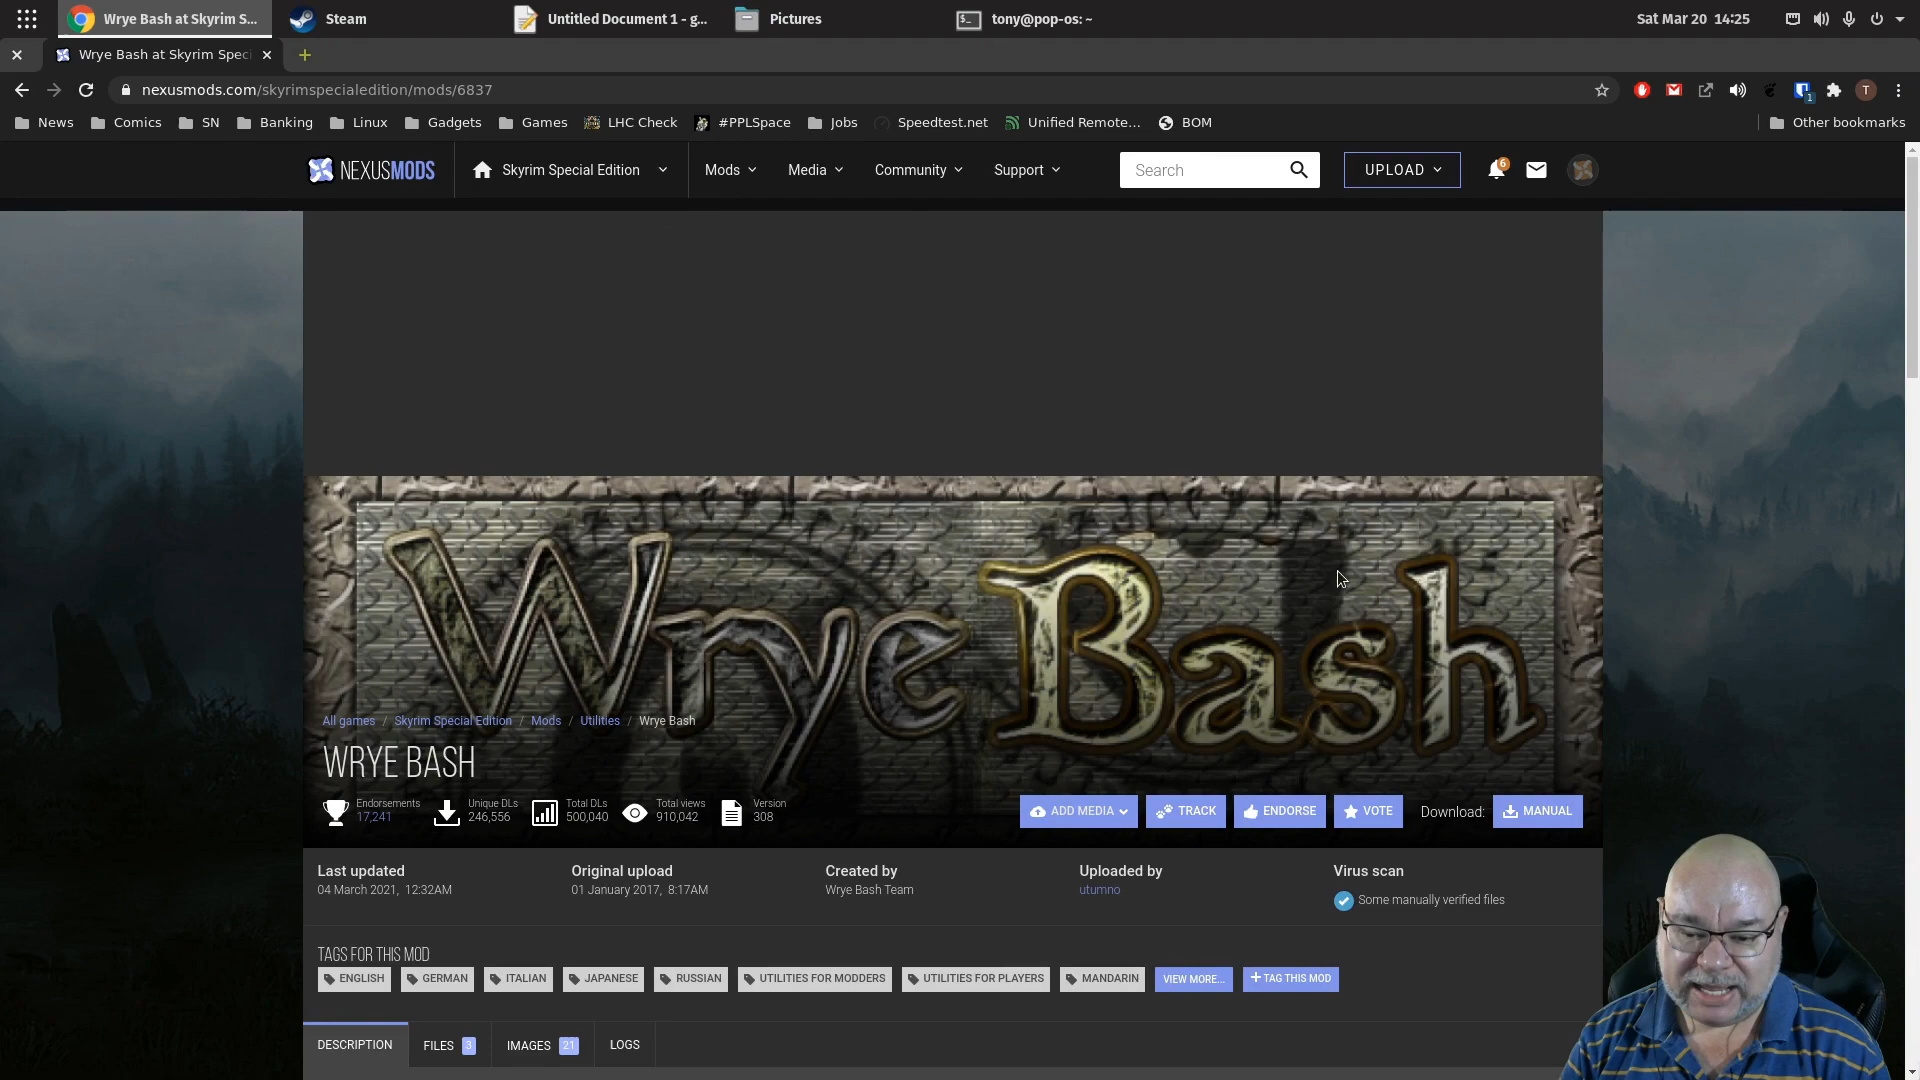 Wrye Bash at Skyrim S...
Steam
Untitled Document 1 - g...
Pictures
tony@pop-os: ~
Sat Mar 20 14:25
Wrye Bash at Skyrim Speci
nexusmods.com/skyrimspecialedition/mods/6837
T
1
News
Comics
SN
Banking
Linux
Gadgets
Games
LHC Check
#PPLSpace
Jobs
Speedtest.net
Unified Remote...
BOM
Other bookmarks
NEXUSMODS
Skyrim Special Edition
Mods
Media
Community
Support
Search
UPLOAD
6
Wrye Bash
All games / Skyrim Special Edition / Mods / Utilities / Wrye Bash
WRYE BASH
Endorsements
17,241
Unique DLs
246,556
Total DLs
500,040
Total views
910,042
Version
308
ADD MEDIA
TRACK
ENDORSE
VOTE
Download:
MANUAL
Last updated
04 March 2021, 12:32AM
Original upload
01 January 2017, 8:17AM
Created by
Wrye Bash Team
Uploaded by
utumno
Virus scan
Some manually verified files
TAGS FOR THIS MOD
ENGLISH
GERMAN
ITALIAN
JAPANESE
RUSSIAN
UTILITIES FOR MODDERS
UTILITIES FOR PLAYERS
MANDARIN
VIEW MORE...
+ TAG THIS MOD
DESCRIPTION
FILES 3
IMAGES 21
LOGS